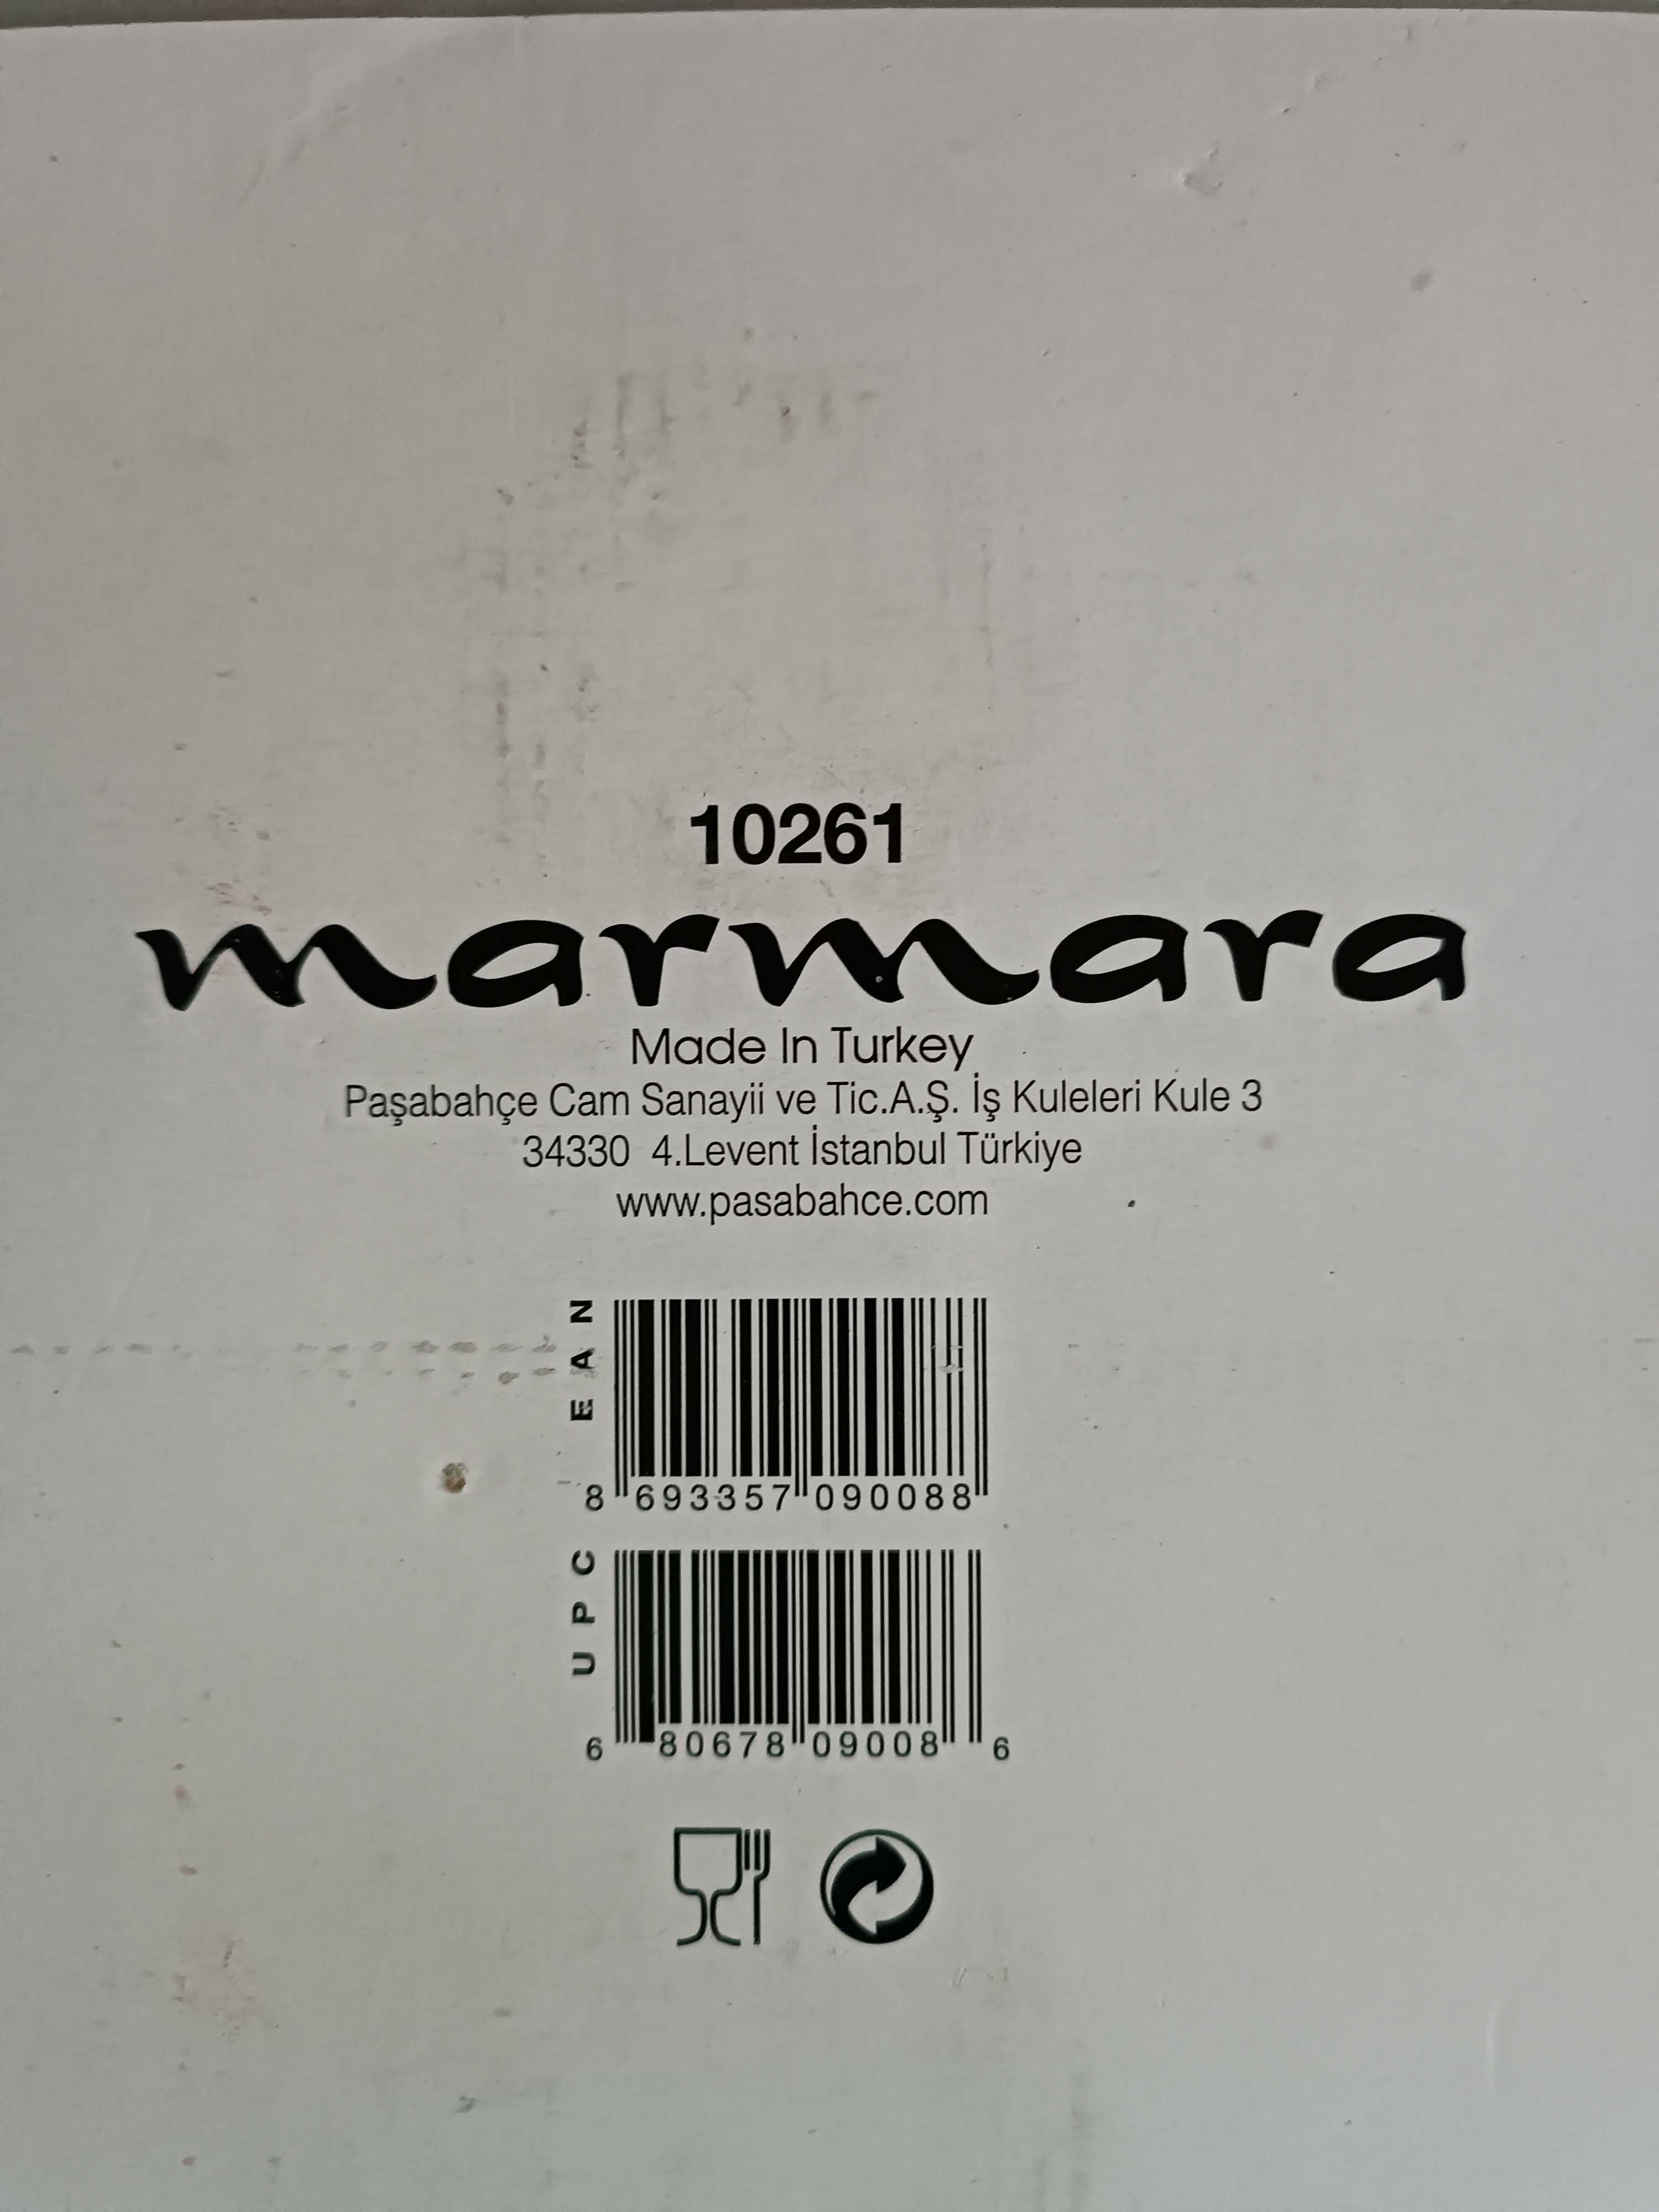 10261
marmara
Made In Turkey
Paşabahçe Cam Sanayii ve Tic.A.Ş. İş Kuleleri Kule 3
34330 4.Levent İstanbul Türkiye
www.pasabahce.com
EAN
8 693357 090088
UPC
6 80678 09008 6